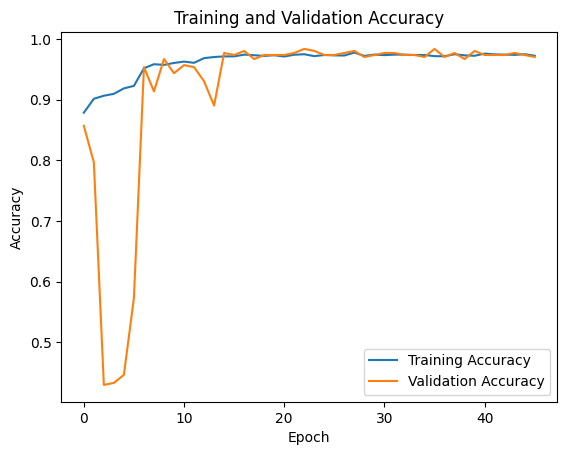 Training and Validation Accuracy
1.0
0.9
0.8
0.7
0.6
0.5
Accuracy
0
10
20
30
40
Epoch
Training Accuracy
Validation Accuracy